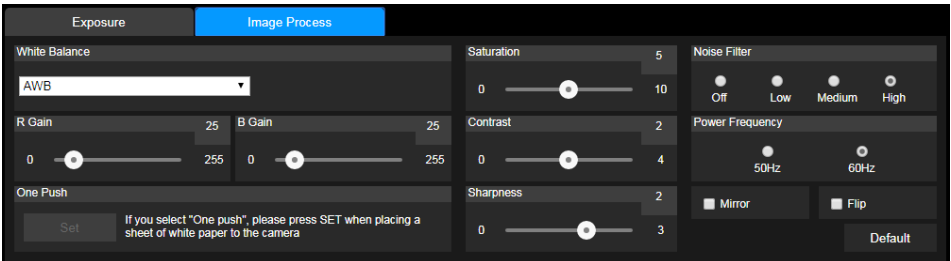 Exposure
Image Process
White Balance
AWB
R Gain 25
0 255
B Gain 25
0 255
One Push
Set
If you select "One push", please press SET when placing a
sheet of white paper to the camera
Saturation 5
0 10
Contrast 2
0 4
Sharpness 2
0 3
Noise Filter
Off Low Medium High
Power Frequency
50Hz 60Hz
Mirror
Flip
Default